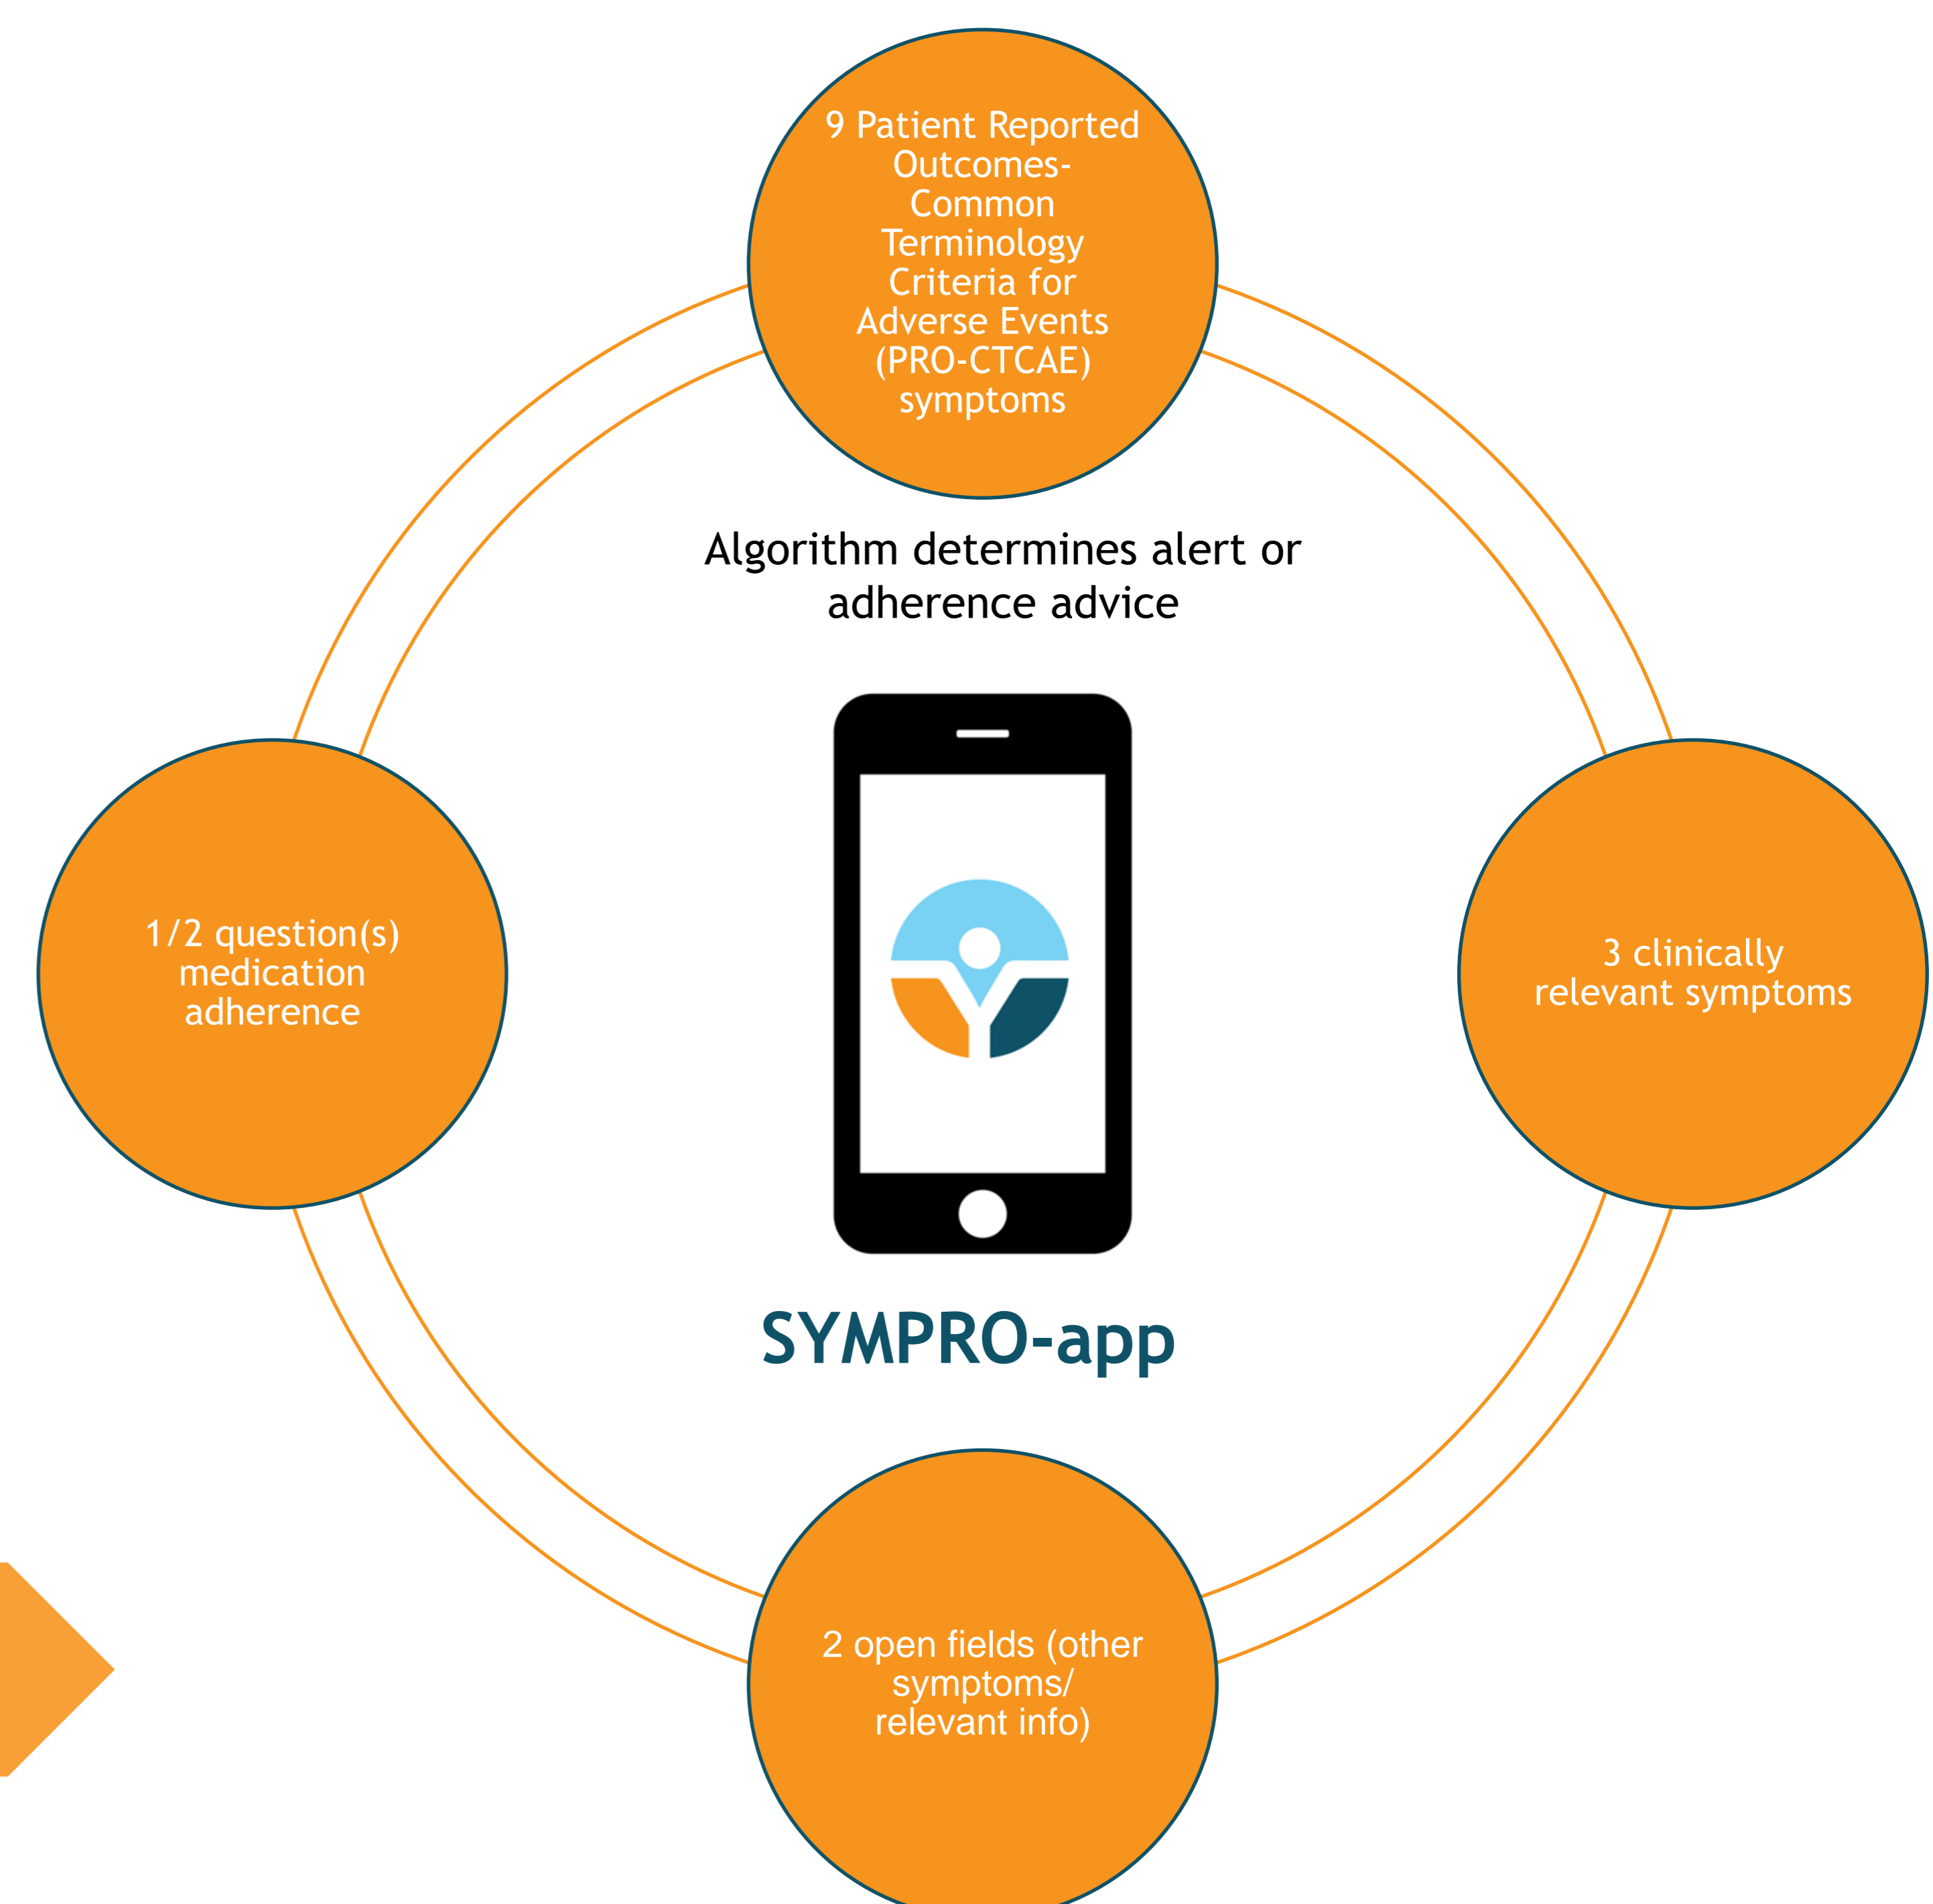 9 Patient Reported
Outcomes-
Common
Terminology
Criteria for
Adverse Events
(PRO-CTCAE)
symptoms
Algorithm determines alert or
adherence advice
1/2 question(s)
medication
adherence
3 clinically
relevant symptoms
SYMPRO-app
2 open fields (other
symptoms/
relevant info)